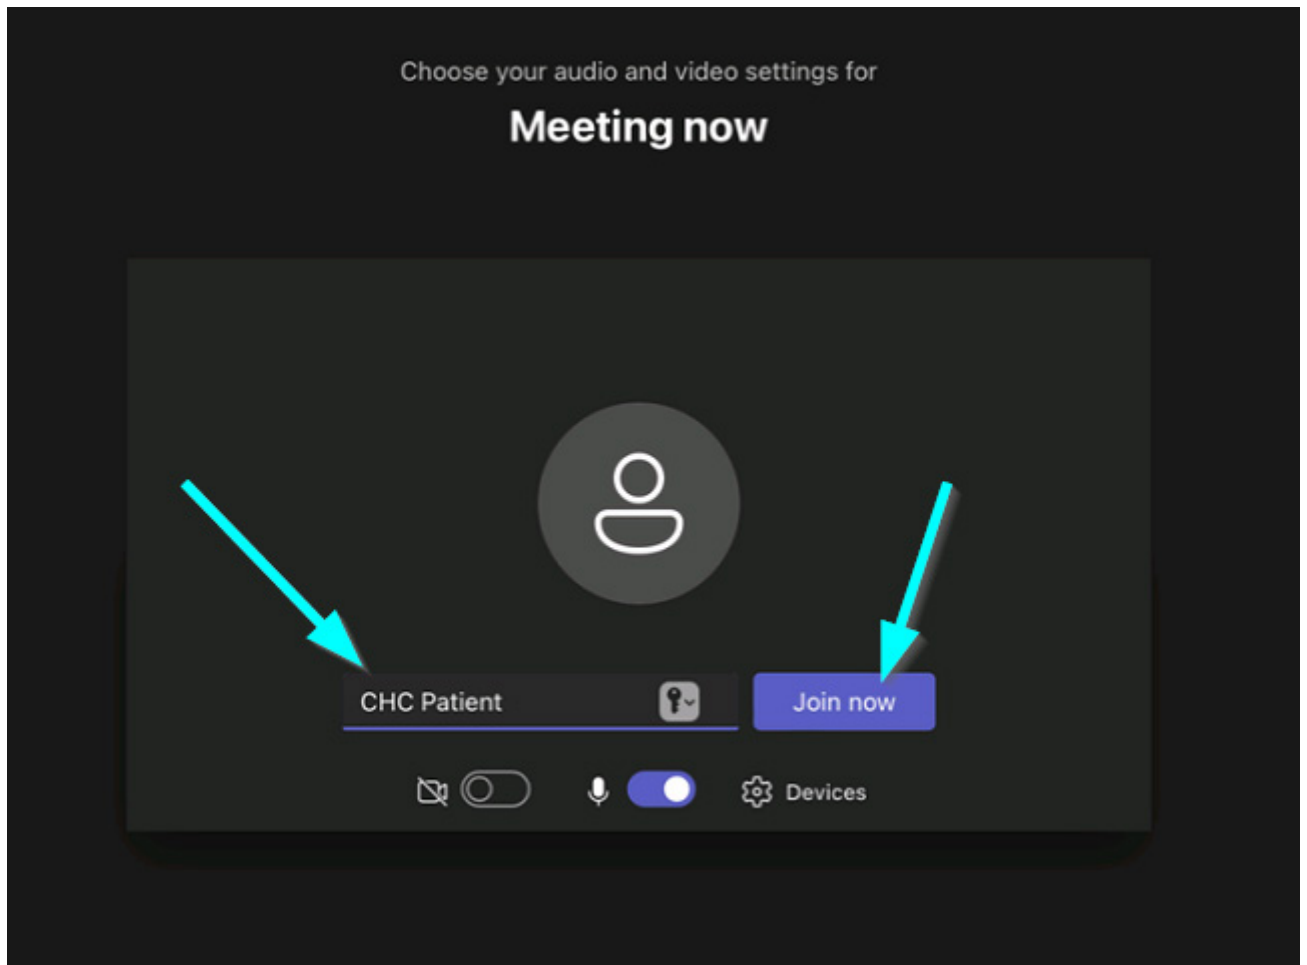 Choose your audio and video settings for
Meeting now
CHC Patient
Join now
Devices